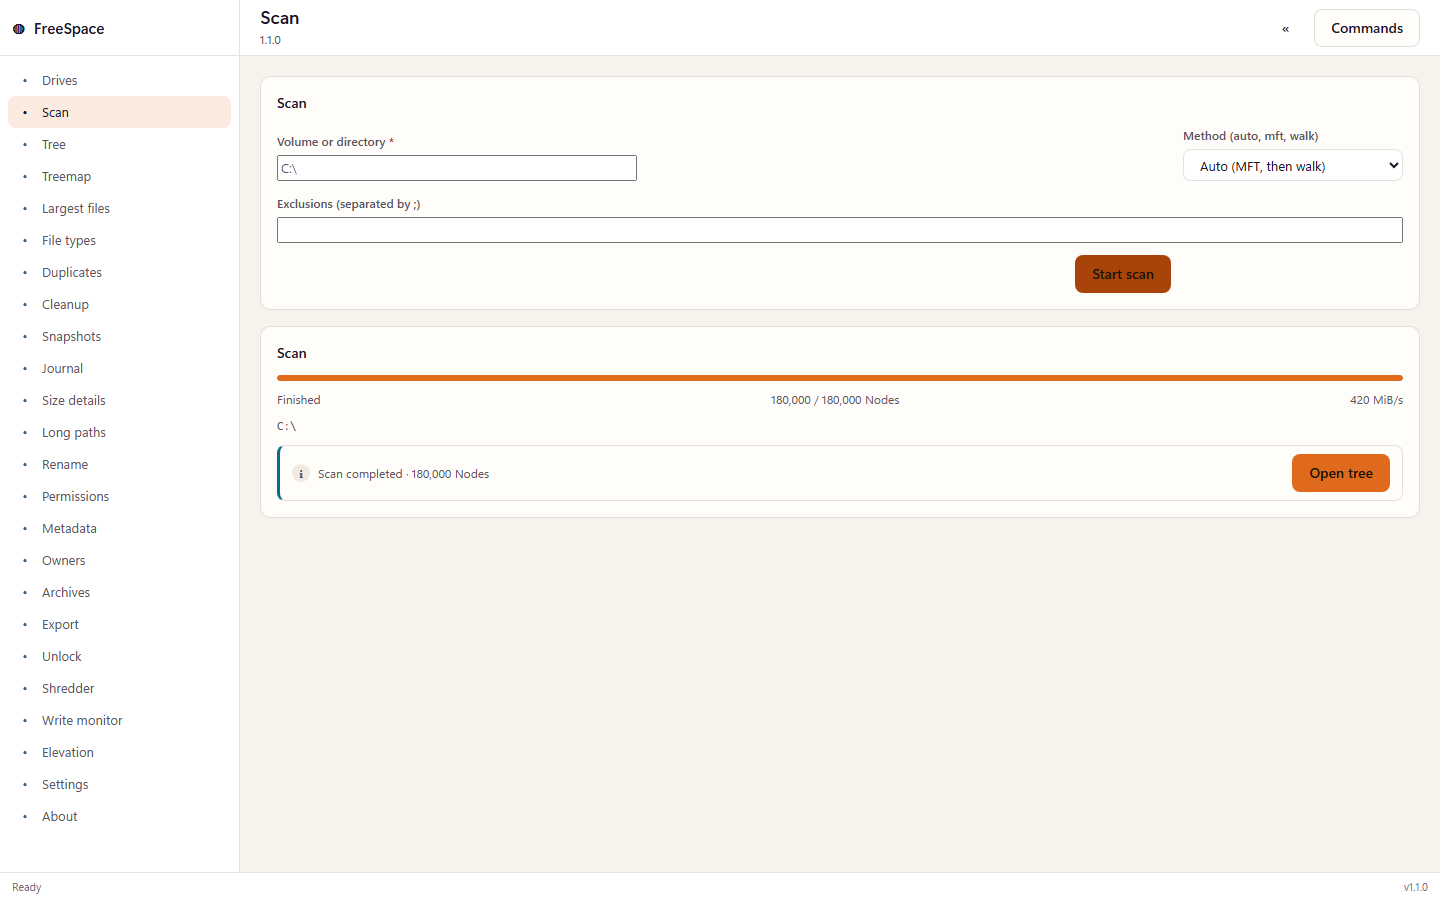 FreeSpace
Scan
1.1.0
«
Commands
Drives
Scan
Tree
Treemap
Largest files
File types
Duplicates
Cleanup
Snapshots
Journal
Size details
Long paths
Rename
Permissions
Metadata
Owners
Archives
Export
Unlock
Shredder
Write monitor
Elevation
Settings
About
Scan
Volume or directory *
C:\
Method (auto, mft, walk)
Auto (MFT, then walk)
Exclusions (separated by ;)
Start scan
Scan
Finished 180,000 / 180,000 Nodes 420 MiB/s
C:\
i Scan completed · 180,000 Nodes
Open tree
Ready
v1.1.0